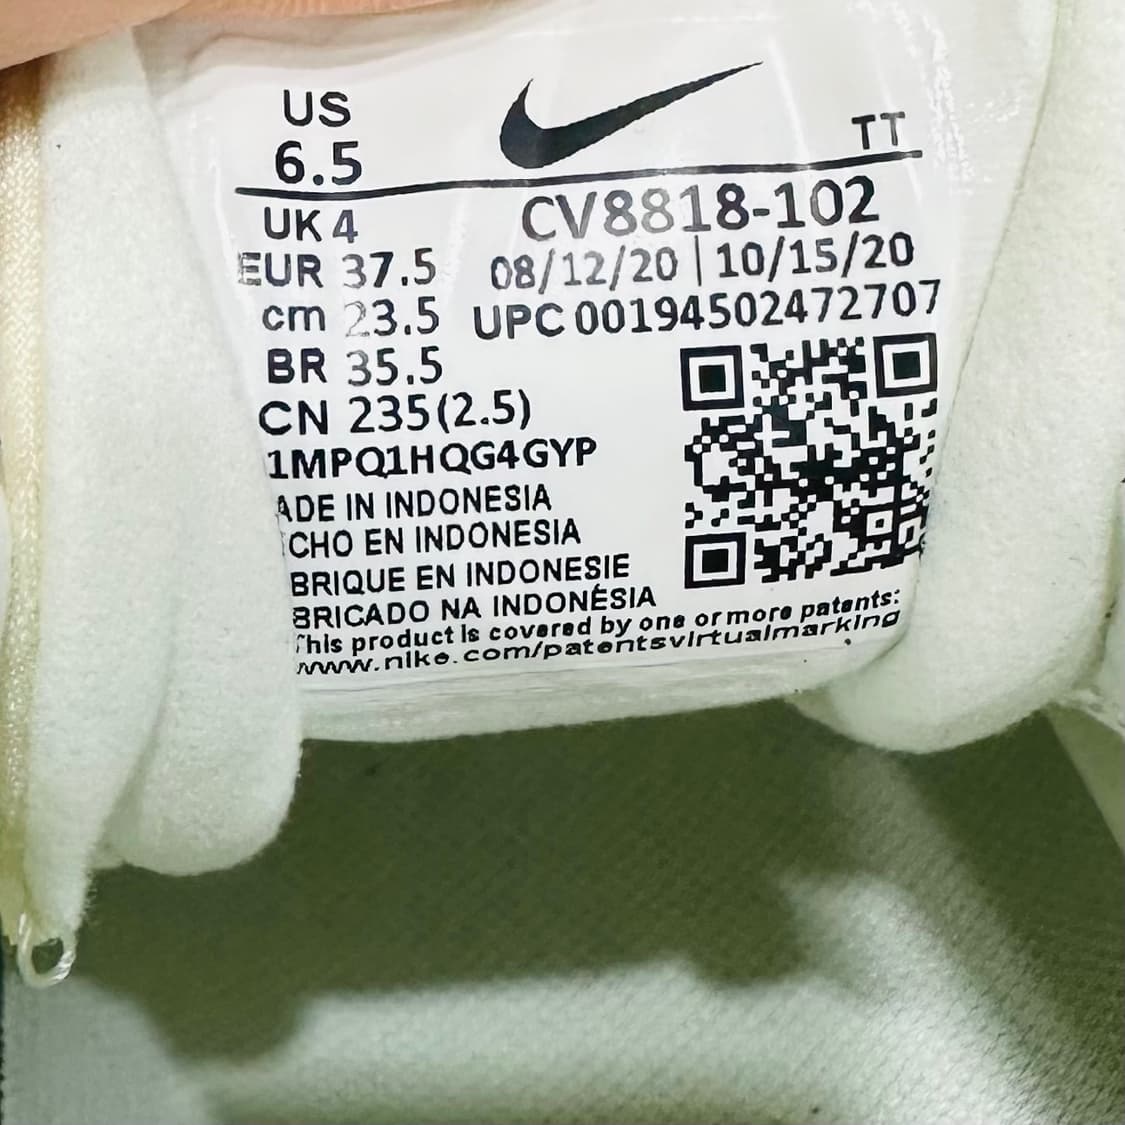 US
6.5
TT
UK 4
CV8818-102
EUR 37.5
08/12/20 | 10/15/20
cm 23.5
UPC 00194502472707
BR 35.5
CN 235(2.5)
1MPQ1HQG4GYP
ADE IN INDONESIA
CHO EN INDONESIA
BRIQUE EN INDONESIE
BRICADO NA INDONÉSIA
This product is covered by one or more patents:
www.nike.com/patentsvirtualmarking